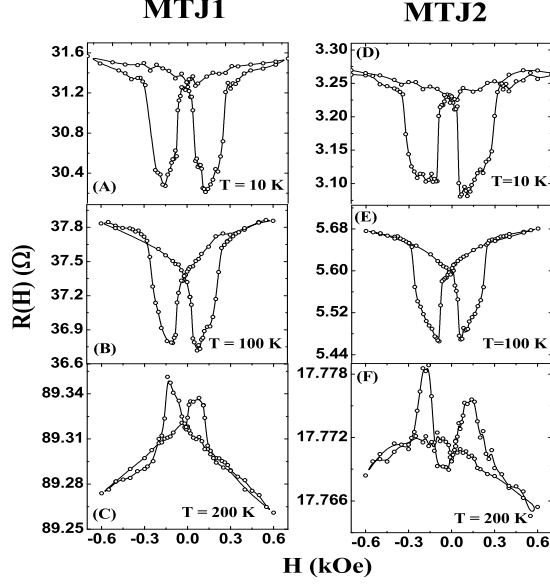 MTJ1
MTJ2
R(H) (Ω)
31.6
31.2
30.8
30.4
(A)
T = 10 K
3.30
3.25
3.20
3.15
3.10
(D)
T=10 K
37.8
37.5
37.2
36.9
36.6
(B)
T = 100 K
5.68
5.60
5.52
5.44
(E)
T=100 K
89.34
89.31
89.28
89.25
(C)
T = 200 K
-0.6 -0.3 0.0 0.3 0.6
17.778
17.772
17.766
(F)
T = 200 K
-0.6 -0.3 0.0 0.3 0.6
H (kOe)